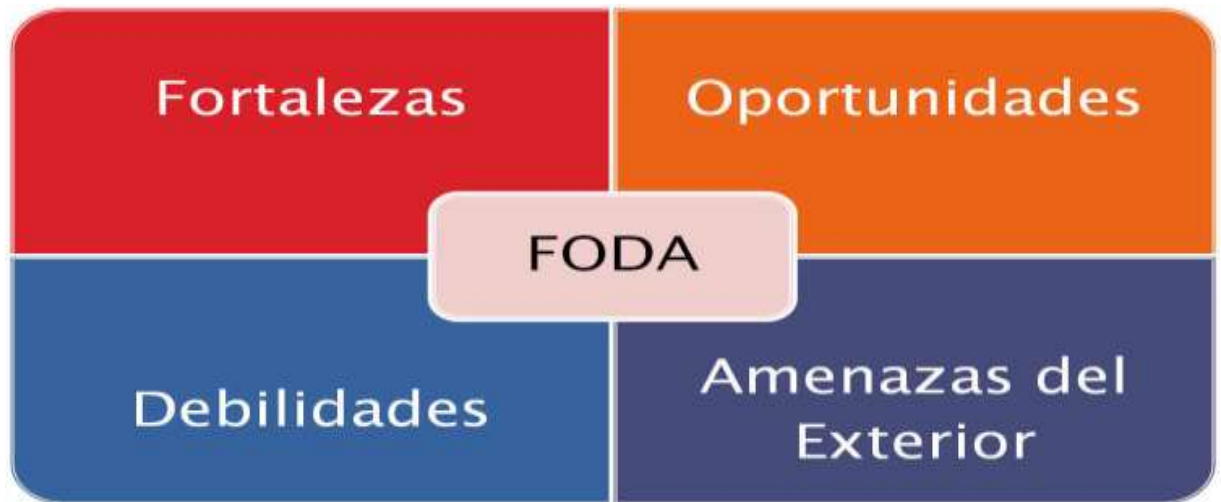 Fortalezas
Oportunidades
FODA
Debilidades
Amenazas del
Exterior